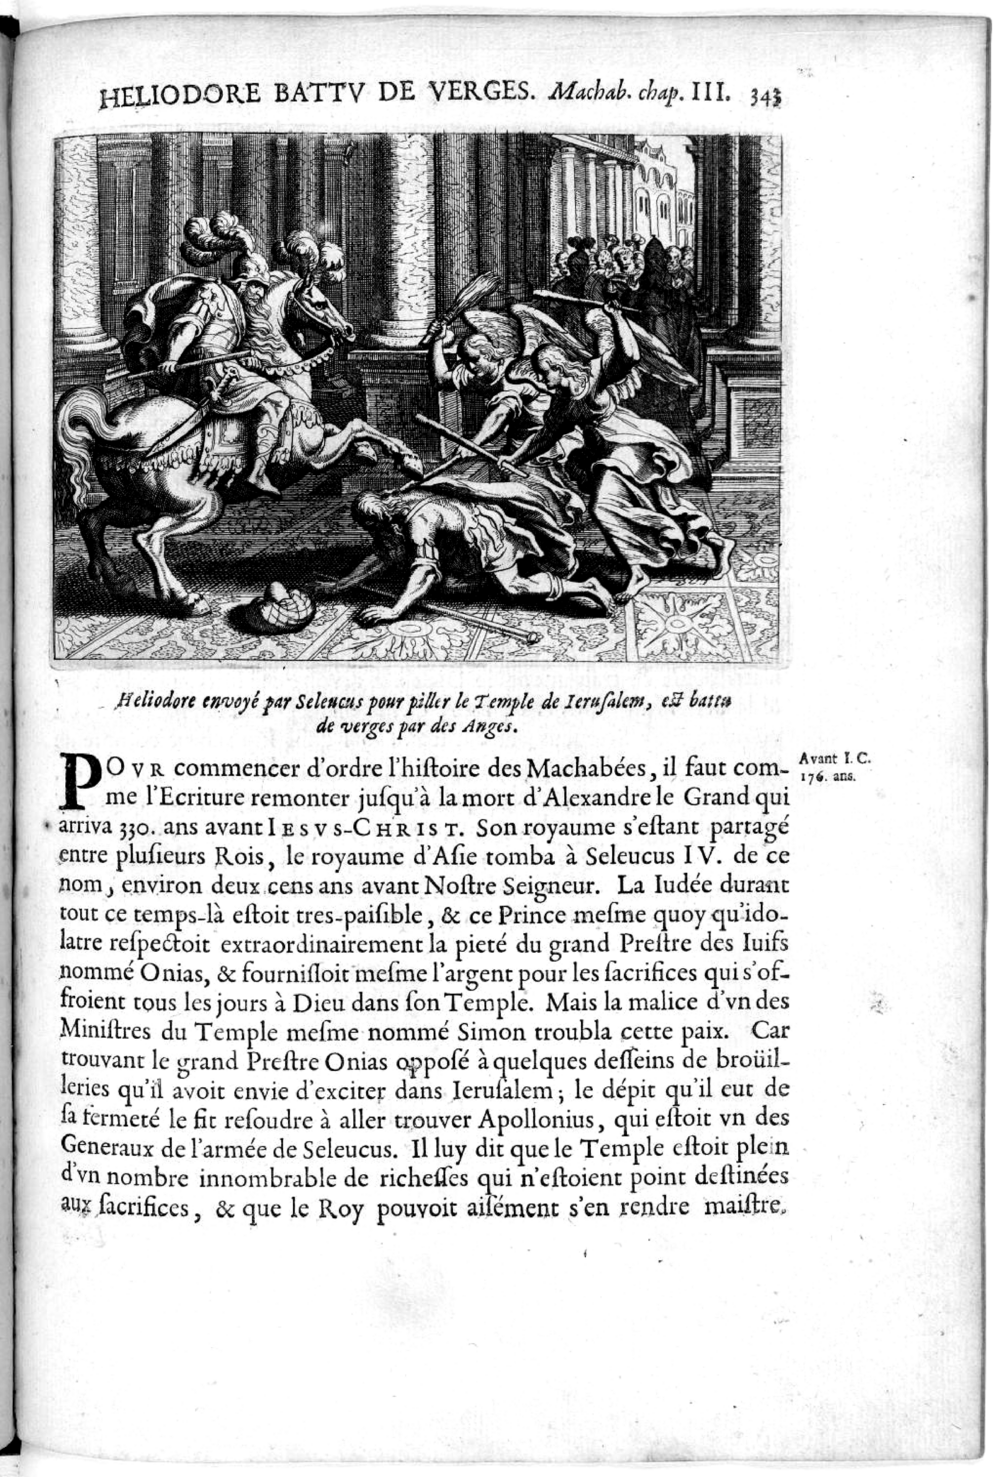 HELIODORE BATTV DE VERGES. Machab. chap. III. 343
Heliodore envoyé par Seleucus pour piller le Temple de Ieruſalem, eſt battu
de verges par des Anges.
POVR commencer d'ordre l'hiſtoire des Machabées, il faut com-
me l'Ecriture remonter juſqu'à la mort d'Alexandre le Grand qui
arriva 330. ans avant IESVS-CHRIST. Son royaume s'eſtant partagé
entre pluſieurs Rois, le royaume d'Aſie tomba à Seleucus IV. de ce
nom, environ deux cens ans avant Noſtre Seigneur. La Iudée durant
tout ce temps-là eſtoit tres-paiſible, & ce Prince meſme quoy qu'ido-
latre reſpectoit extraordinairement la pieté du grand Preſtre des Iuifs
nommé Onias, & fourniſſoit meſme l'argent pour les ſacrifices qui s'of-
froient tous les jours à Dieu dans ſon Temple. Mais la malice d'vn des
Miniſtres du Temple meſme nommé Simon troubla cette paix. Car
trouvant le grand Preſtre Onias oppoſé à quelques deſſeins de broüil-
leries qu'il avoit envie d'exciter dans Ieruſalem; le dépit qu'il eut de
ſa fermeté le fit reſoudre à aller trouver Apollonius, qui eſtoit vn des
Generaux de l'armée de Seleucus. Il luy dit que le Temple eſtoit plein
d'vn nombre innombrable de richeſſes qui n'eſtoient point deſtinées
aux ſacrifices, & que le Roy pouvoit aiſément s'en rendre maiſtre.
Avant I. C.
176. ans.